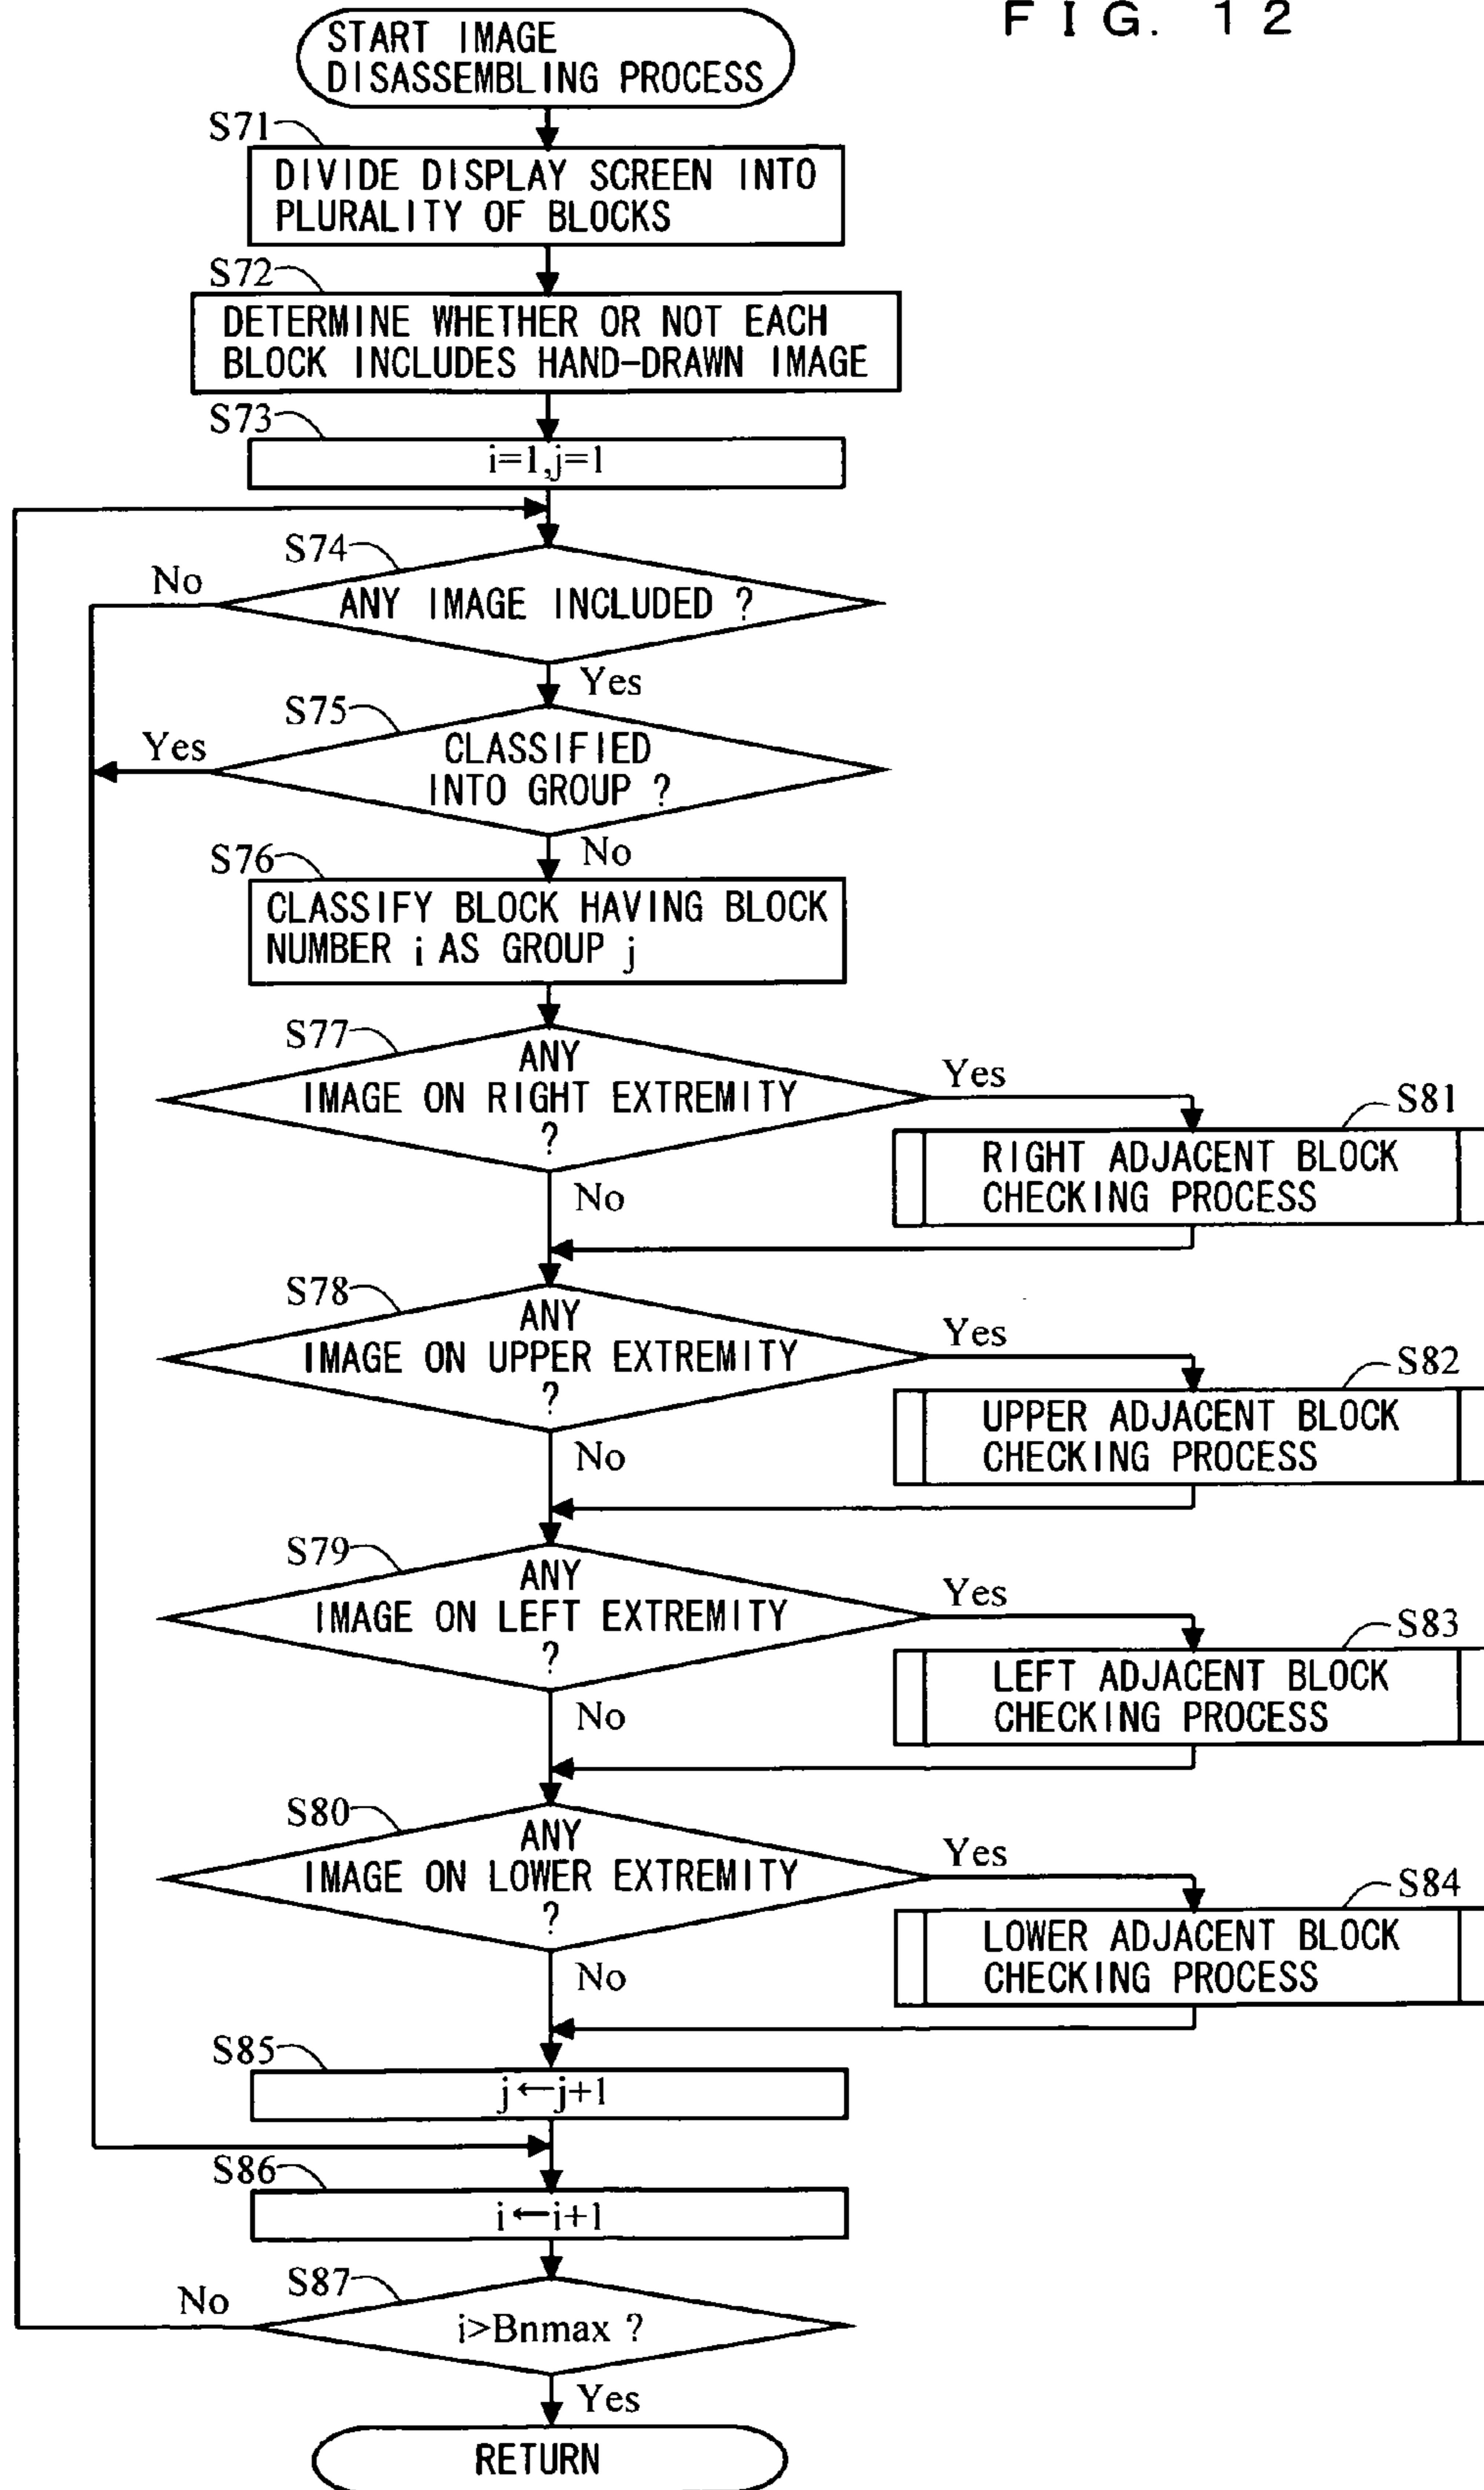 FIG. 12
START IMAGE
DISASSEMBLING PROCESS
S71
DIVIDE DISPLAY SCREEN INTO
PLURALITY OF BLOCKS
S72
DETERMINE WHETHER OR NOT EACH
BLOCK INCLUDES HAND-DRAWN IMAGE
S73
i=1,j=1
S74
No
ANY IMAGE INCLUDED ?
Yes
S75
Yes
CLASSIFIED
INTO GROUP ?
No
S76
CLASSIFY BLOCK HAVING BLOCK
NUMBER i AS GROUP j
S77
ANY
IMAGE ON RIGHT EXTREMITY
?
Yes
S81
RIGHT ADJACENT BLOCK
CHECKING PROCESS
No
S78
ANY
IMAGE ON UPPER EXTREMITY
?
Yes
S82
UPPER ADJACENT BLOCK
CHECKING PROCESS
No
S79
ANY
IMAGE ON LEFT EXTREMITY
?
Yes
S83
LEFT ADJACENT BLOCK
CHECKING PROCESS
No
S80
ANY
IMAGE ON LOWER EXTREMITY
?
Yes
S84
LOWER ADJACENT BLOCK
CHECKING PROCESS
No
S85
j←j+1
S86
i←i+1
S87
No
i>Bnmax ?
Yes
RETURN